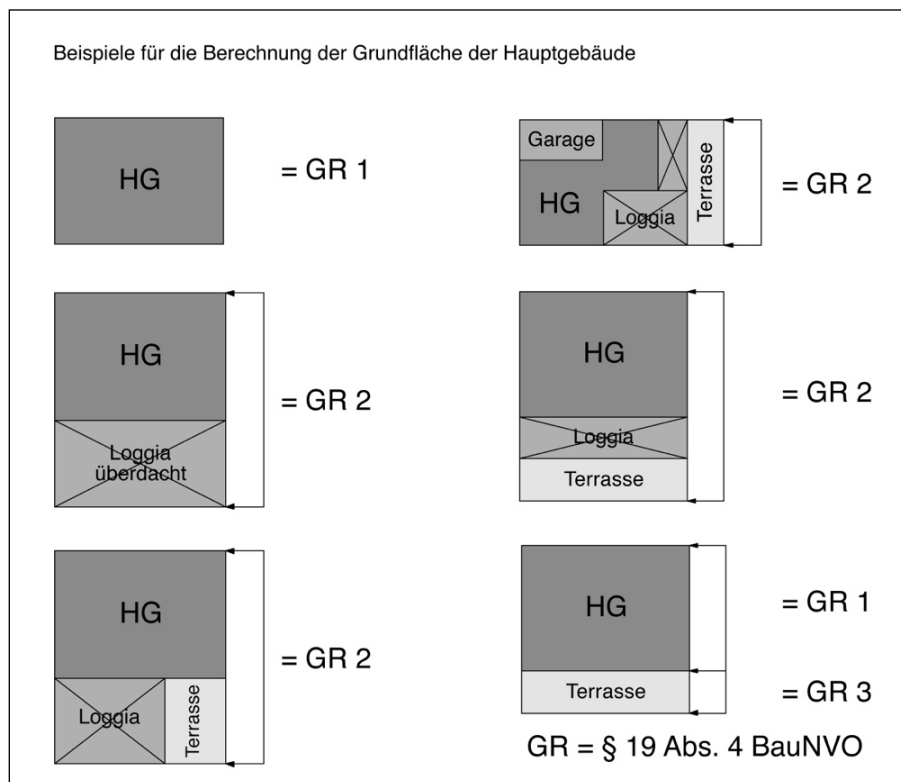 Beispiele für die Berechnung der Grundfläche der Hauptgebäude
HG
= GR 1
Garage
HG
Loggia
Terrasse
= GR 2
HG
Loggia
überdacht
= GR 2
HG
Loggia
Terrasse
= GR 2
HG
Loggia
Terrasse
= GR 2
HG
= GR 1
Terrasse
= GR 3
GR = § 19 Abs. 4 BauNVO